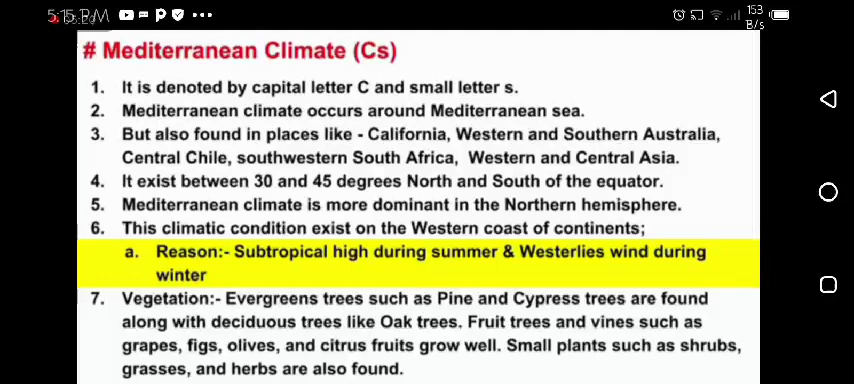 5:15 PM
153
B/s
# Mediterranean Climate (Cs)
1. It is denoted by capital letter C and small letter s.
2. Mediterranean climate occurs around Mediterranean sea.
3. But also found in places like - California, Western and Southern Australia,
Central Chile, southwestern South Africa, Western and Central Asia.
4. It exist between 30 and 45 degrees North and South of the equator.
5. Mediterranean climate is more dominant in the Northern hemisphere.
6. This climatic condition exist on the Western coast of continents;
a. Reason:- Subtropical high during summer & Westerlies wind during
winter
7. Vegetation:- Evergreens trees such as Pine and Cypress trees are found
along with deciduous trees like Oak trees. Fruit trees and vines such as
grapes, figs, olives, and citrus fruits grow well. Small plants such as shrubs,
grasses, and herbs are also found.